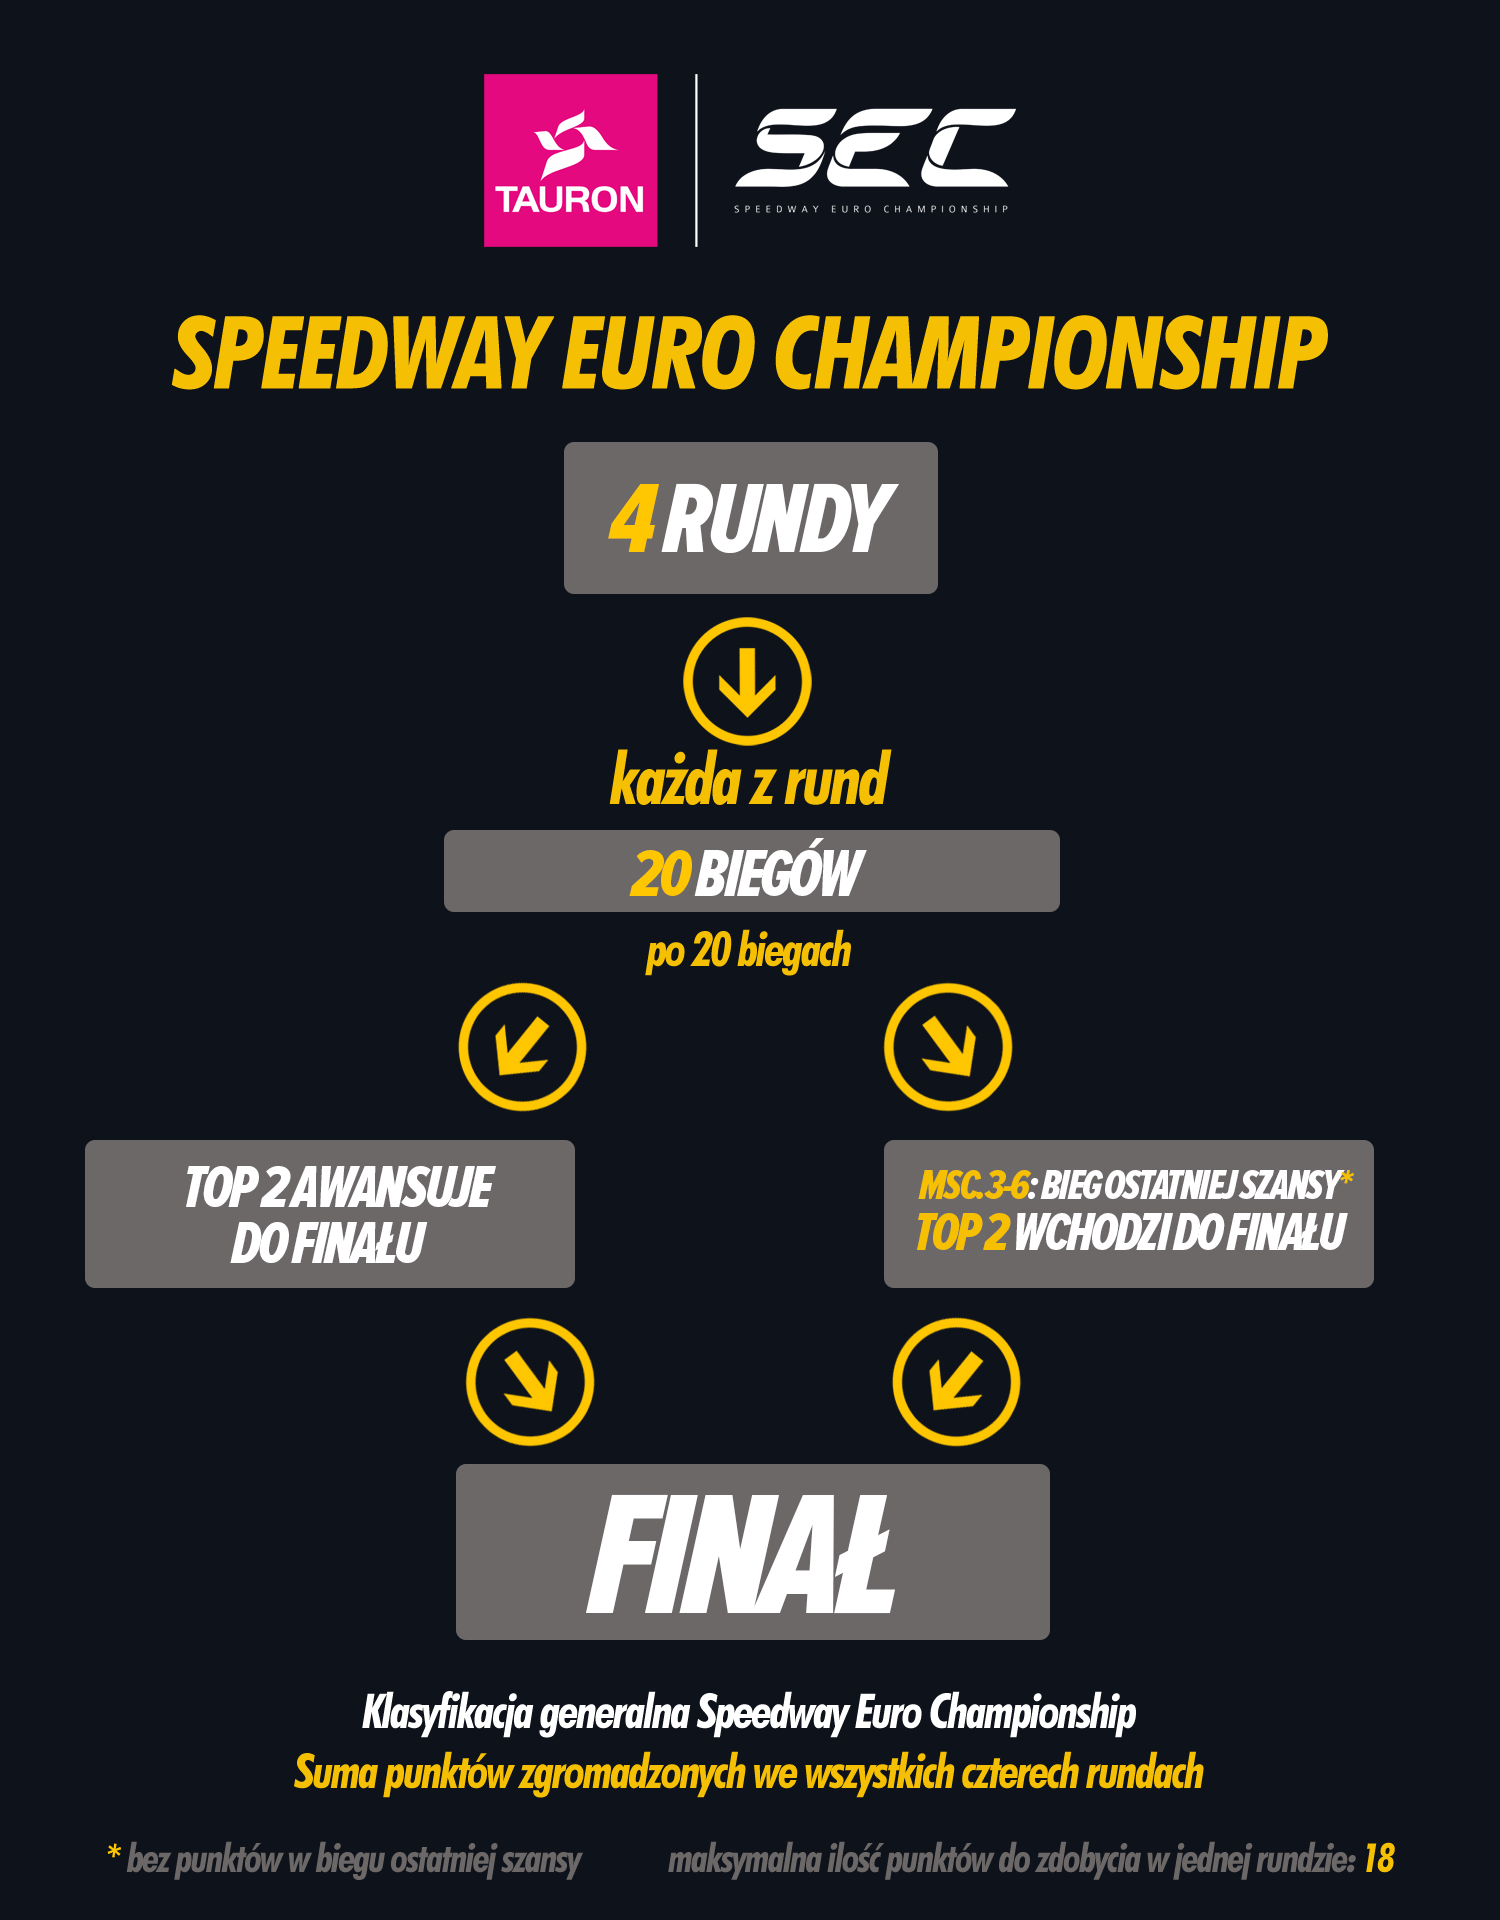 TAURON
SEC
SPEEDWAY EURO CHAMPIONSHIP
SPEEDWAY EURO CHAMPIONSHIP
4 RUNDY
każda z rund
20 BIEGÓW
po 20 biegach
TOP 2 AWANSUJE
DO FINAŁU
MSC. 3-6: BIEG OSTATNIEJ SZANSY*
TOP 2 WCHODZI DO FINAŁU
FINAŁ
Klasyfikacja generalna Speedway Euro Championship
Suma punktów zgromadzonych we wszystkich czterech rundach
* bez punktów w biegu ostatniej szansy
maksymalna ilość punktów do zdobycia w jednej rundzie: 18